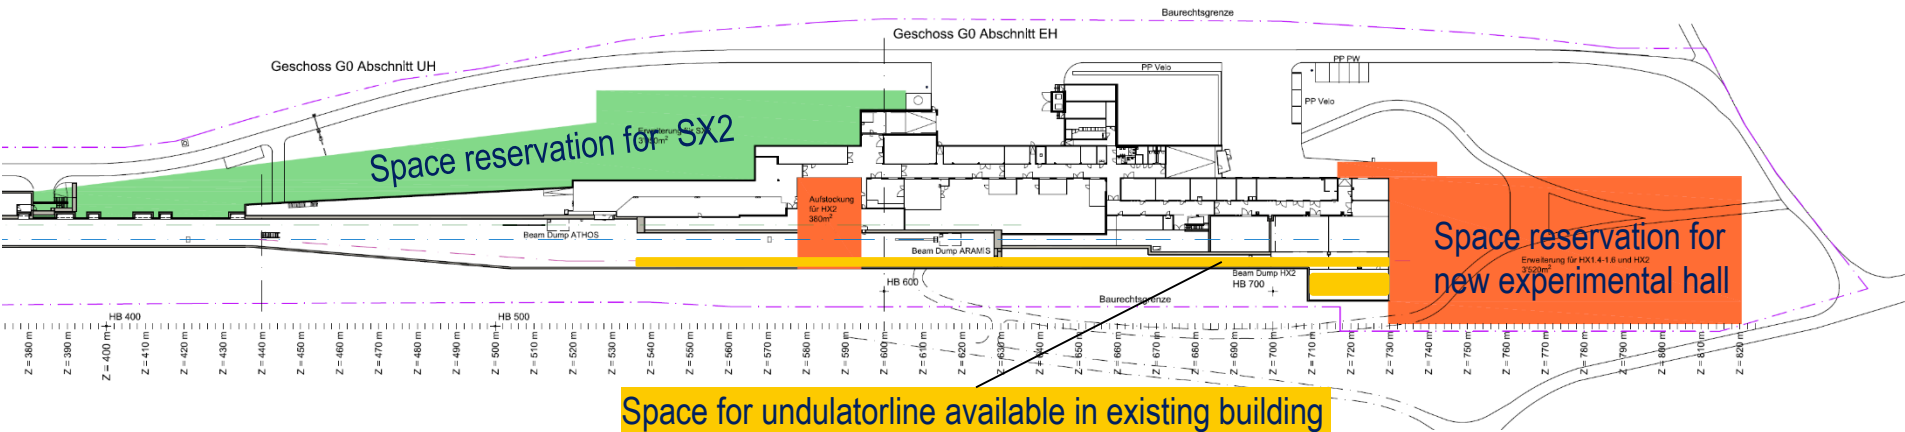 Baurechtsgrenze
Geschoss G0 Abschnitt EH
Geschoss G0 Abschnitt UH
PP PW
PP Velo
PP Velo
Space reservation for SX2
Aufstockung
für HX2
380m²
Beam Dump ATHOS
Beam Dump ARAMIS
Space reservation for
new experimental hall
Erweiterung für HX1.4-1.6 und HX2
3'520m²
Beam Dump HX2
HB 700
HB 600
Baurechtsgrenze
HB 400
HB 500
Z = 380 m
Z = 390 m
Z = 400 m
Z = 410 m
Z = 420 m
Z = 430 m
Z = 440 m
Z = 450 m
Z = 460 m
Z = 470 m
Z = 480 m
Z = 490 m
Z = 500 m
Z = 510 m
Z = 520 m
Z = 530 m
Z = 540 m
Z = 550 m
Z = 560 m
Z = 570 m
Z = 580 m
Z = 590 m
Z = 600 m
Z = 610 m
Z = 620 m
Z = 630 m
Z = 640 m
Z = 650 m
Z = 660 m
Z = 670 m
Z = 680 m
Z = 690 m
Z = 700 m
Z = 710 m
Z = 720 m
Z = 730 m
Z = 740 m
Z = 750 m
Z = 760 m
Z = 770 m
Z = 780 m
Z = 790 m
Z = 800 m
Z = 810 m
Z = 820 m
Space for undulatorline available in existing building